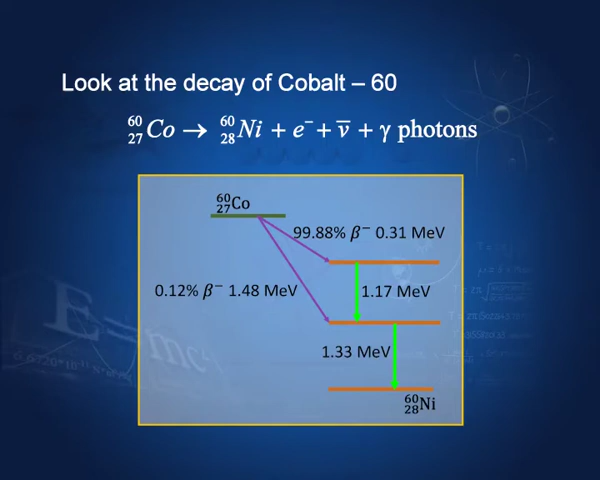 Look at the decay of Cobalt – 60
⁶⁰₂₇Co → ⁶⁰₂₈Ni + e⁻ + ν̅ + γ photons
⁶⁰₂₇Co
99.88% β⁻ 0.31 MeV
0.12% β⁻ 1.48 MeV
1.17 MeV
1.33 MeV
⁶⁰₂₈Ni
E=mc²